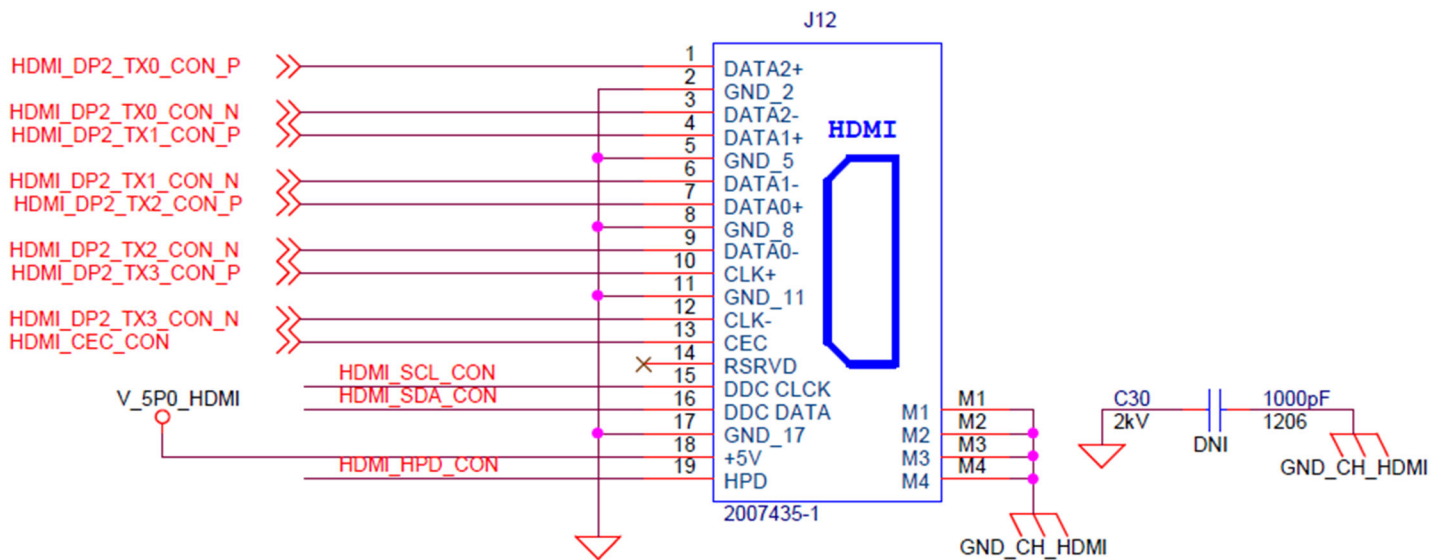 J12
HDMI_DP2_TX0_CON_P 1 DATA2+
2 GND_2
HDMI_DP2_TX0_CON_N 3 DATA2-
HDMI_DP2_TX1_CON_P 4 DATA1+
5 GND_5
HDMI_DP2_TX1_CON_N 6 DATA1-
HDMI_DP2_TX2_CON_P 7 DATA0+
8 GND_8
HDMI_DP2_TX2_CON_N 9 DATA0-
HDMI_DP2_TX3_CON_P 10 CLK+
11 GND_11
HDMI_DP2_TX3_CON_N 12 CLK-
HDMI_CEC_CON 13 CEC
14 RSRVD
HDMI_SCL_CON 15 DDC CLCK
HDMI_SDA_CON 16 DDC DATA
17 GND_17
V_5P0_HDMI 18 +5V
HDMI_HPD_CON 19 HPD
HDMI
M1 M1
M2 M2
M3 M3
M4 M4
2007435-1
GND_CH_HDMI
C30 1000pF
2kV 1206
DNI
GND_CH_HDMI